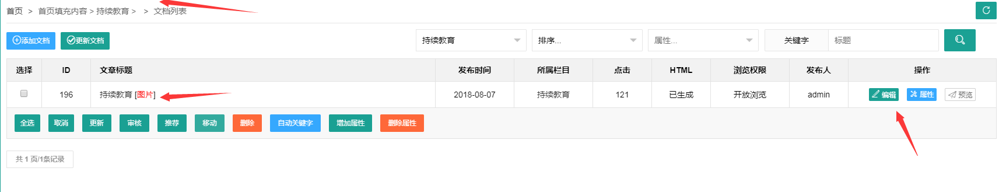 首页 > 首页填充内容 > 持续教育 > > 文档列表
添加文档 更新文档 持续教育 排序... 属性... 关键字 标题
选择 ID 文章标题 发布时间 所属栏目 点击 HTML 浏览权限 发布人 操作
196 持续教育 [图片] 2018-08-07 持续教育 121 已生成 开放浏览 admin 编辑 属性 预览
全选 取消 更新 审核 推荐 移动 删除 自动关键字 增加属性 删除属性
共 1 页/1条记录